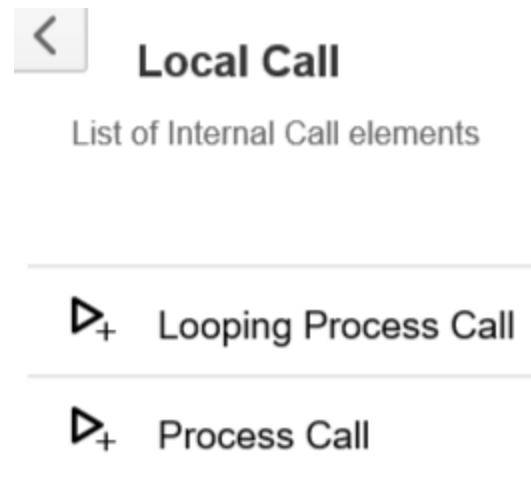 Local Call
List of Internal Call elements
Looping Process Call
Process Call